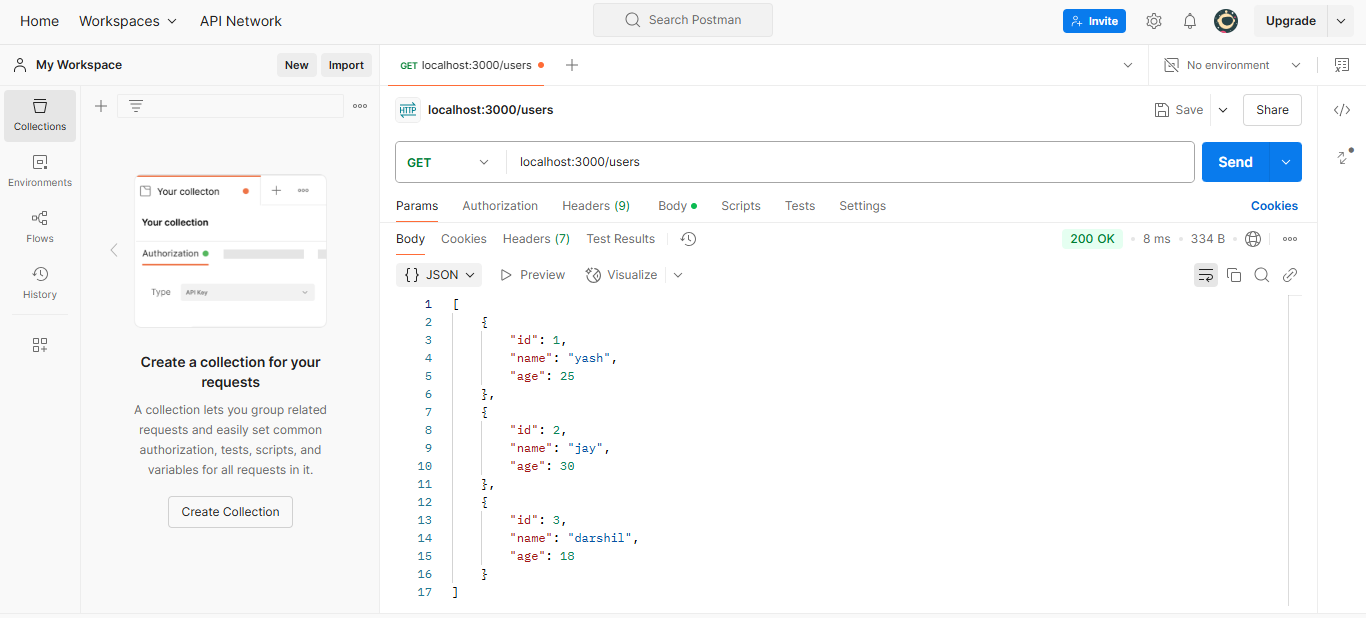 Home Workspaces API Network Search Postman Invite Upgrade
My Workspace New Import GET localhost:3000/users No environment
Collections
Environments
Flows
History
Your collecton
Your collection
Authorization
Type API Key
Create a collection for your
requests
A collection lets you group related
requests and easily set common
authorization, tests, scripts, and
variables for all requests in it.
Create Collection
HTTP localhost:3000/users Save Share
GET localhost:3000/users Send
Params Authorization Headers (9) Body Scripts Tests Settings Cookies
Body Cookies Headers (7) Test Results 200 OK 8 ms 334 B
{} JSON Preview Visualize
1 [
2 {
3 "id": 1,
4 "name": "yash",
5 "age": 25
6 },
7 {
8 "id": 2,
9 "name": "jay",
10 "age": 30
11 },
12 {
13 "id": 3,
14 "name": "darshil",
15 "age": 18
16 }
17 ]